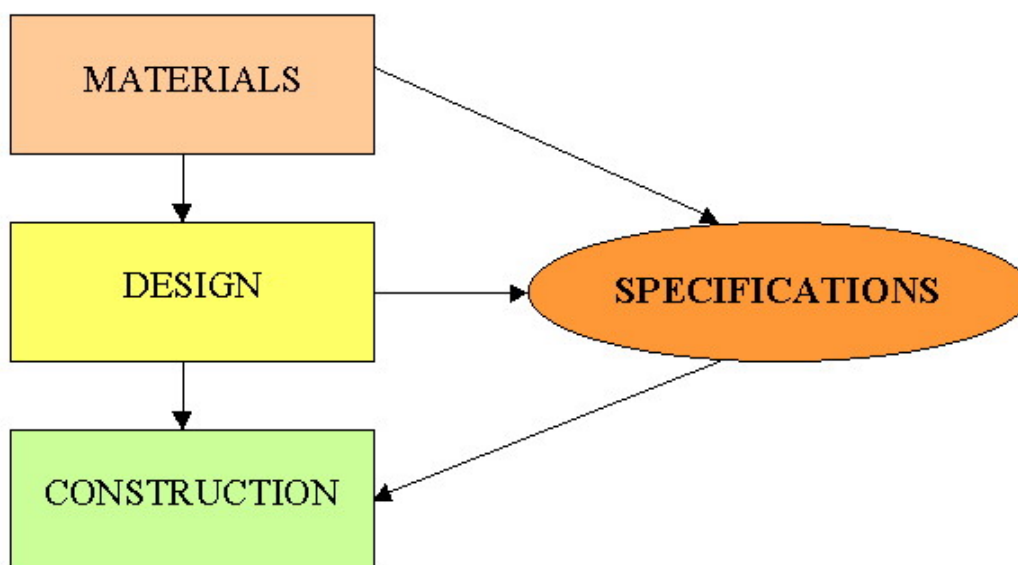 MATERIALS
DESIGN
SPECIFICATIONS
CONSTRUCTION